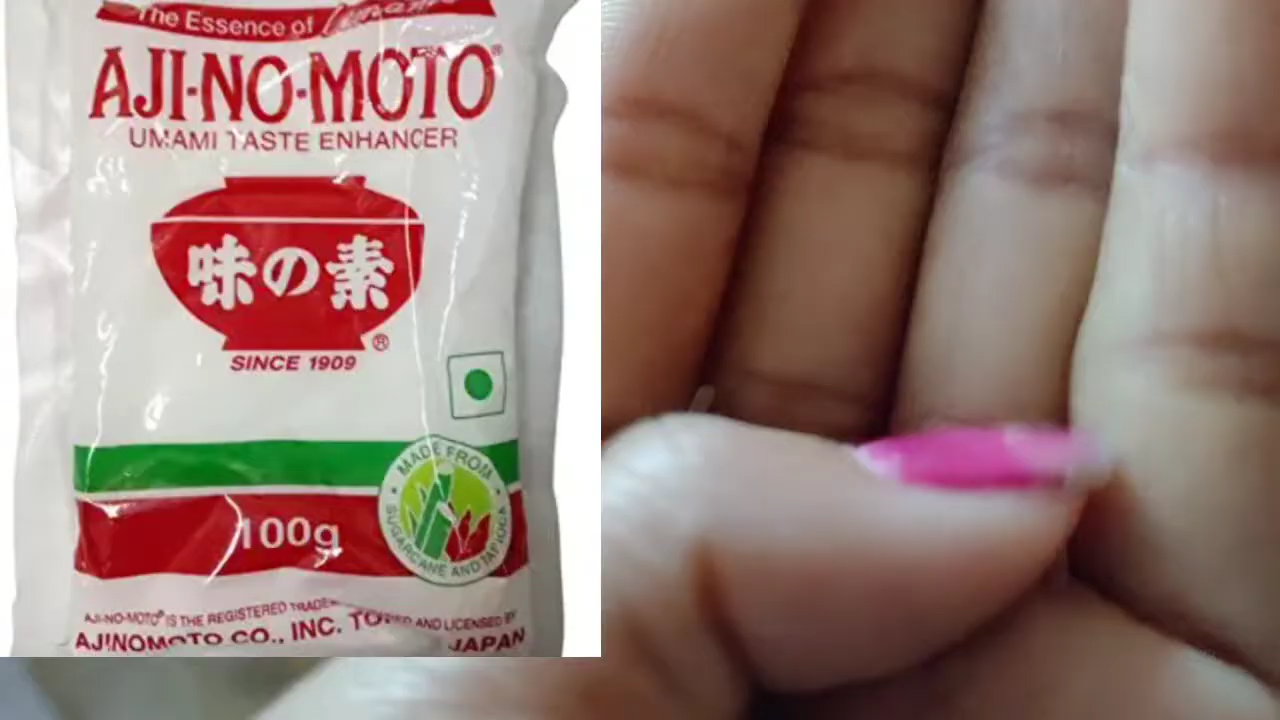 The Essence of Umami
AJI-NO-MOTO®
UMAMI TASTE ENHANCER
味の素
®
SINCE 1909
MADE FROM
SUGARCANE AND TAPIOCA
100g
AJI-NO-MOTO® IS THE REGISTERED AND LICENSED BY
AJINOMOTO CO., INC. JAPAN